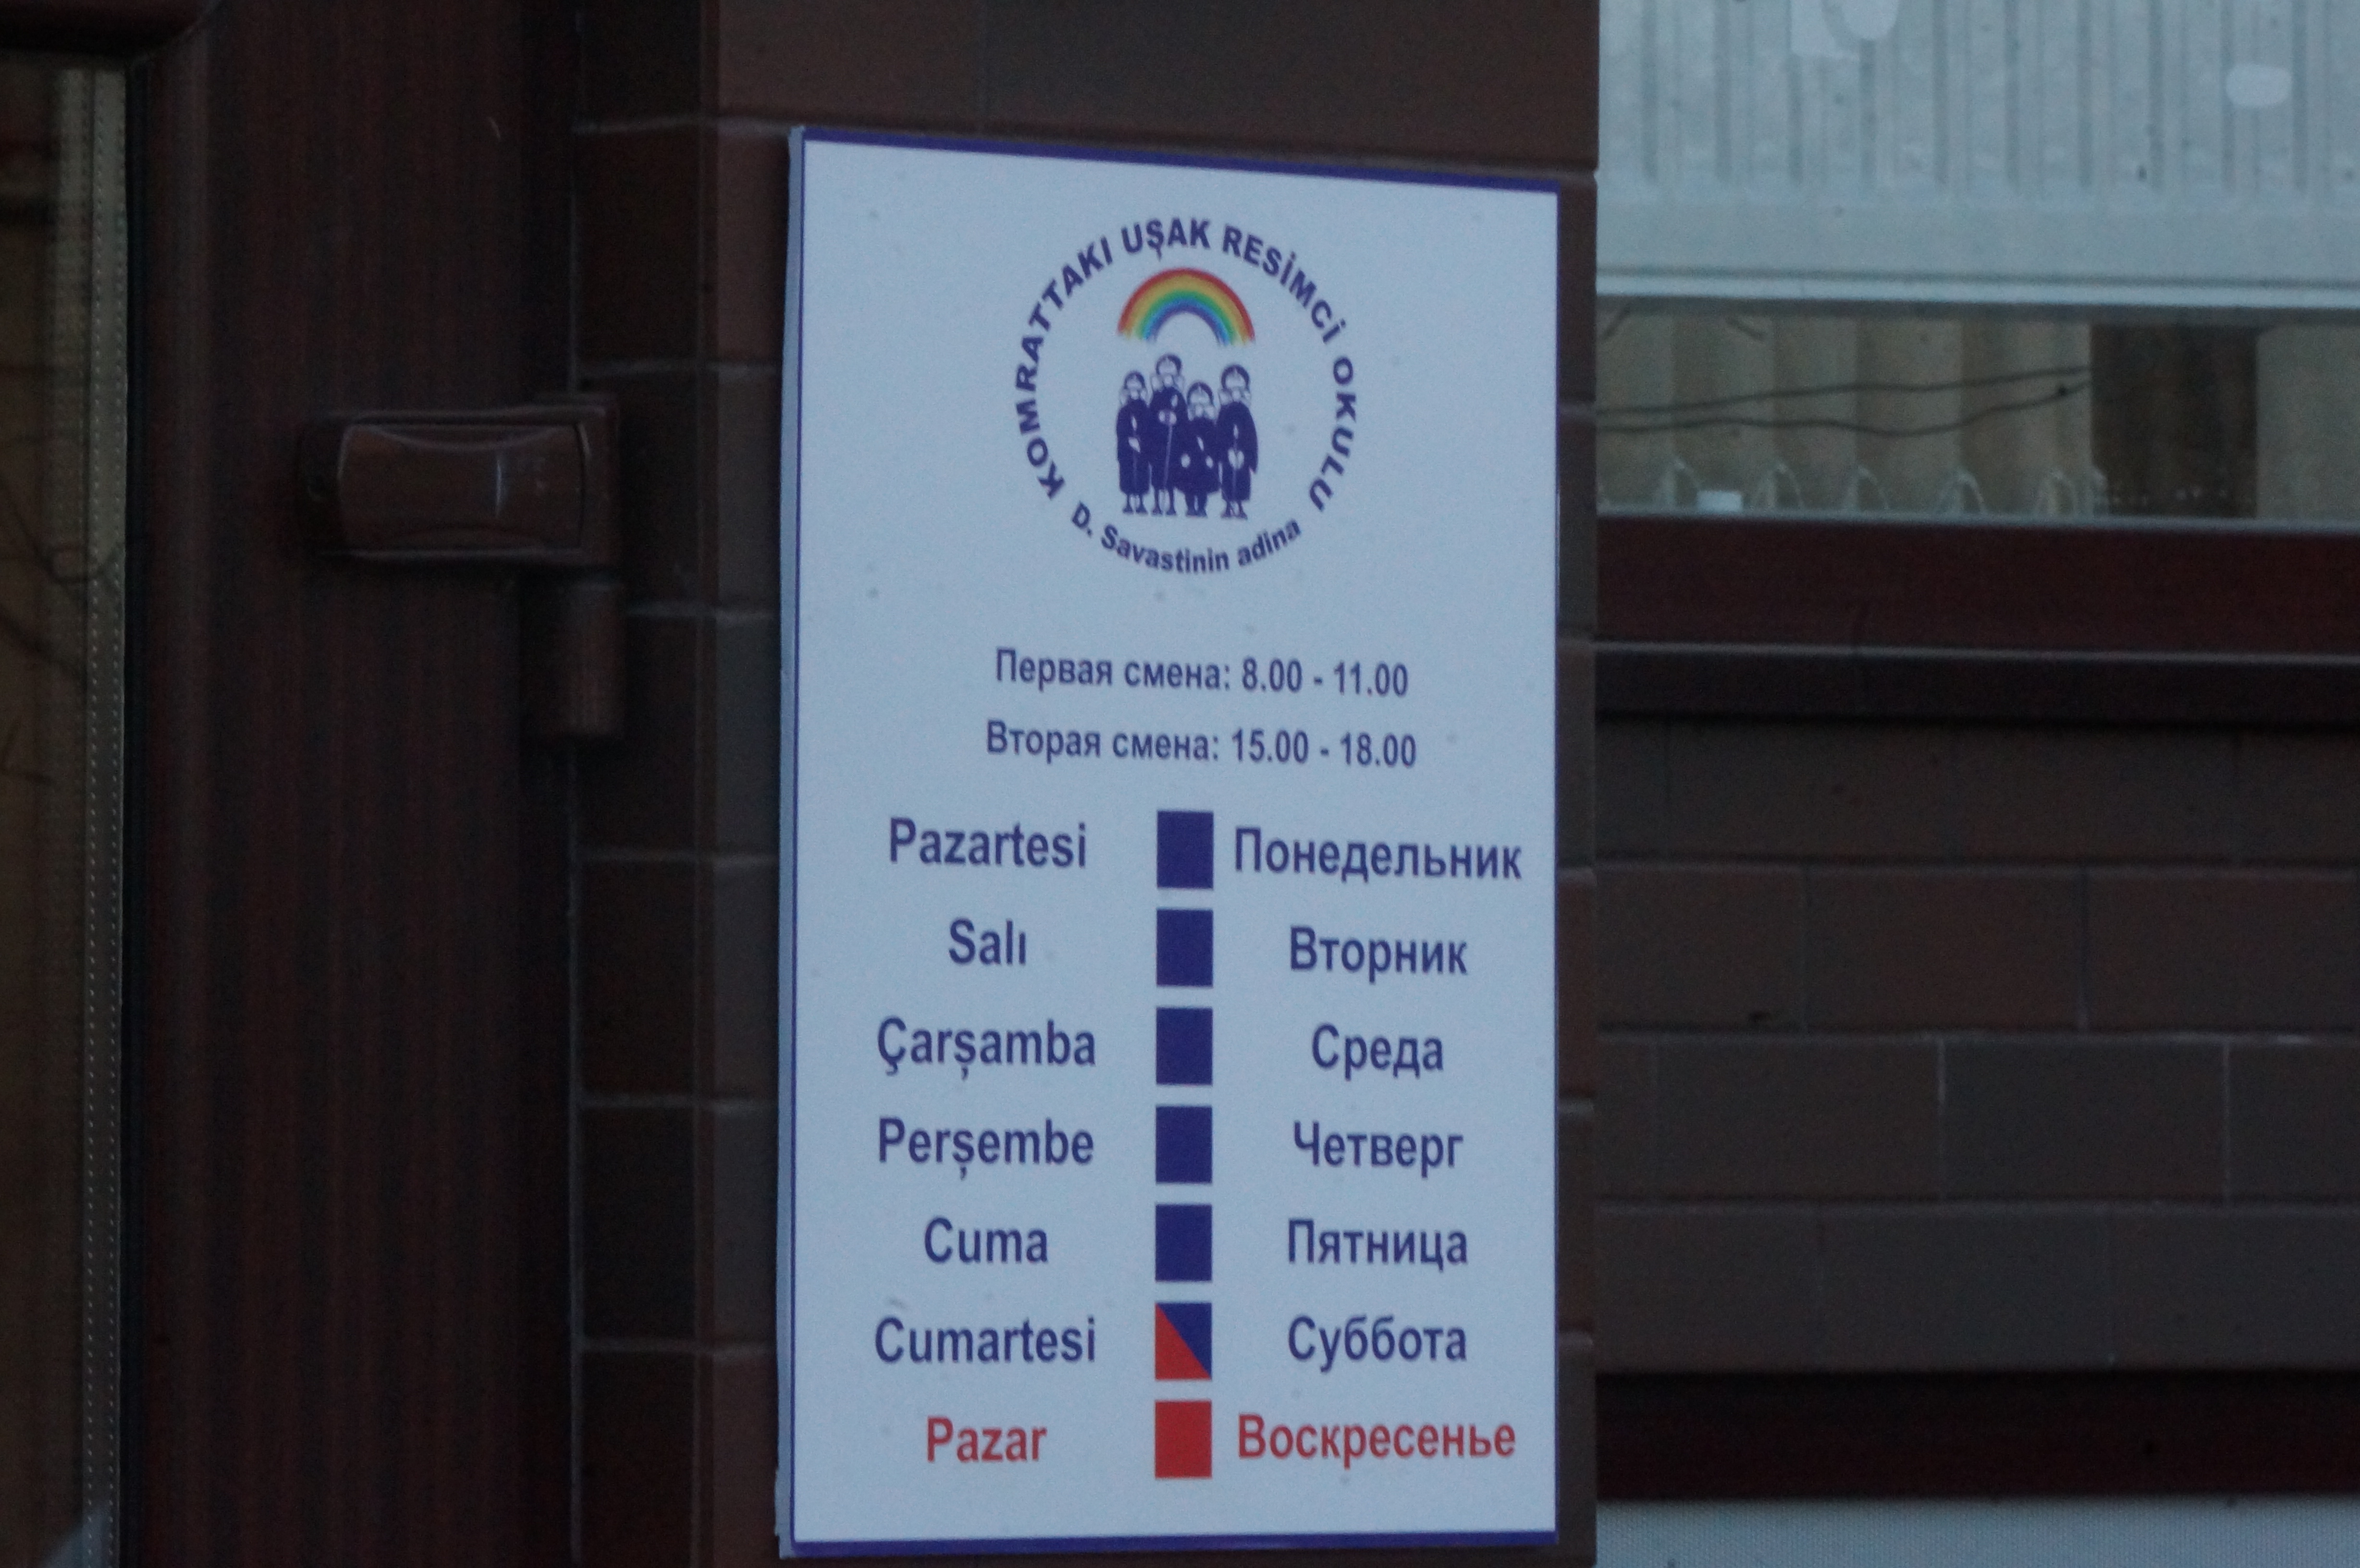 KOMRATTAKI UŞAK RESİMCİ OKULU
D. Savastinin adina
Первая смена: 8.00 - 11.00
Вторая смена: 15.00 - 18.00
Pazartesi Понедельник
Salı Вторник
Çarşamba Среда
Perşembe Четверг
Cuma Пятница
Cumartesi Суббота
Pazar Воскресенье